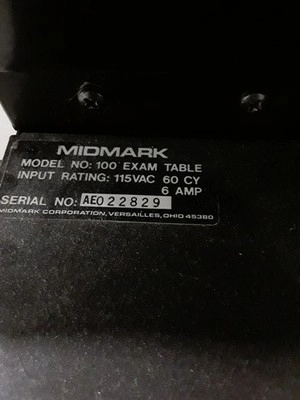 MIDMARK
MODEL NO: 100 EXAM TABLE
INPUT RATING: 115VAC 60 CY
6 AMP
SERIAL NO: AE022829
MIDMARK CORPORATION, VERSAILLES, OHIO 45380